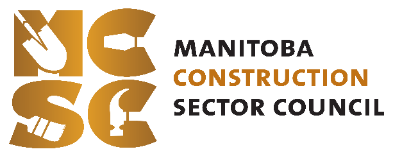 MC
SC
MANITOBA
CONSTRUCTION
SECTOR COUNCIL